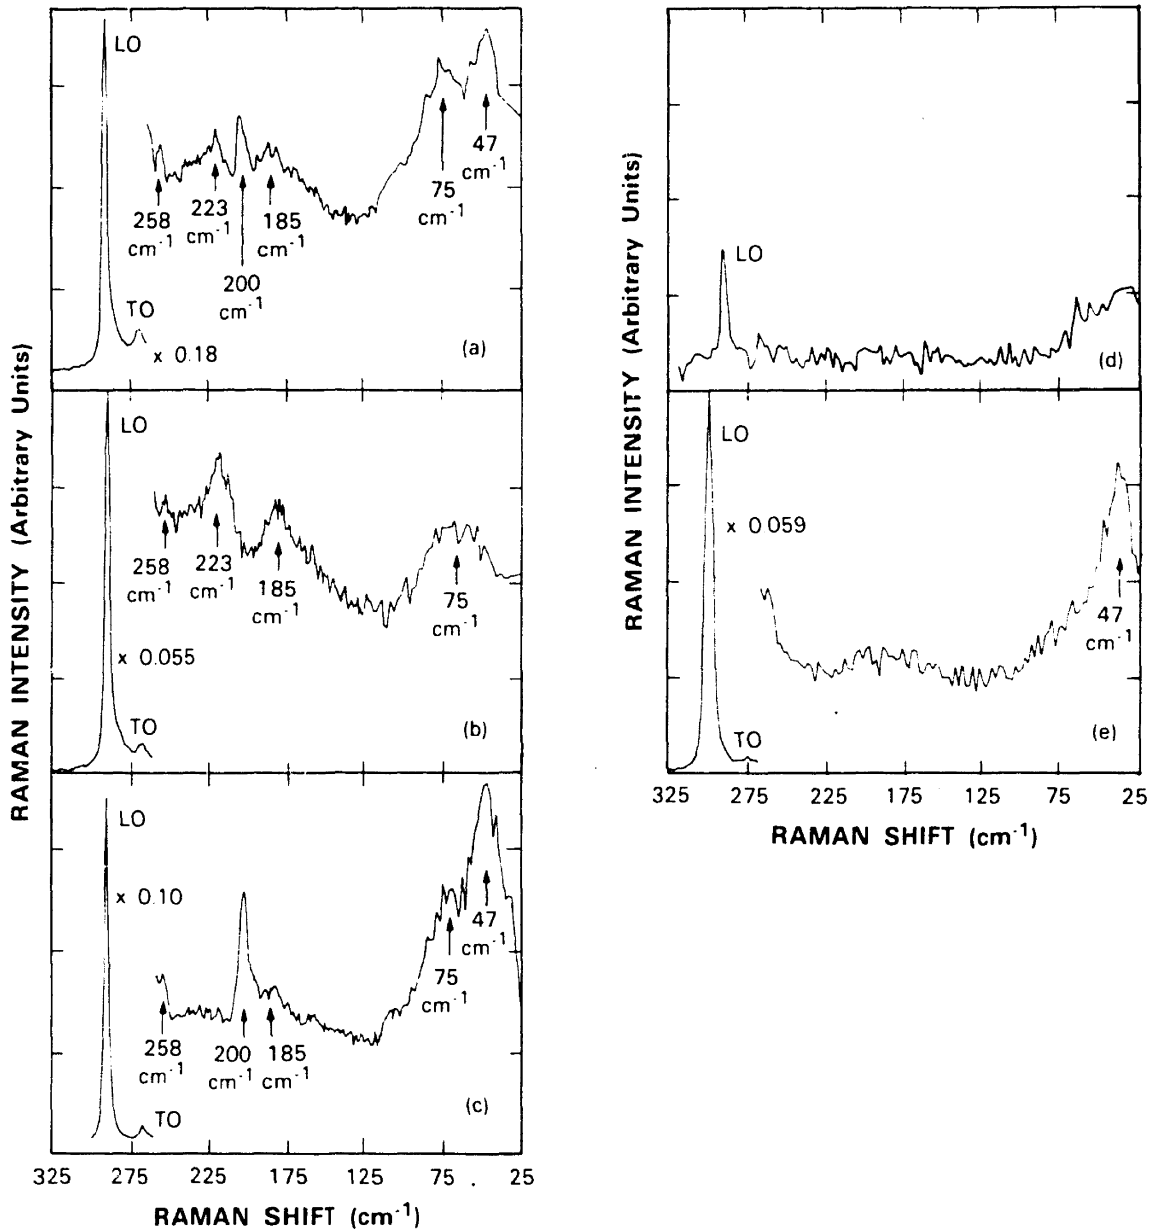 RAMAN INTENSITY (Arbitrary Units)
LO
TO
x 0.18
258
cm-1
223
cm-1
200
cm-1
185
cm-1
75
cm-1
47
cm-1
(a)
LO
x 0.055
TO
258
cm-1
223
cm-1
185
cm-1
75
cm-1
(b)
LO
x 0.10
TO
258
cm-1
200
cm-1
185
cm-1
75
cm-1
47
cm-1
(c)
325 275 225 175 125 75 25
RAMAN SHIFT (cm-1)
RAMAN INTENSITY (Arbitrary Units)
LO
(d)
LO
x 0 059
TO
47
cm-1
(e)
325 275 225 175 125 75 25
RAMAN SHIFT (cm-1)